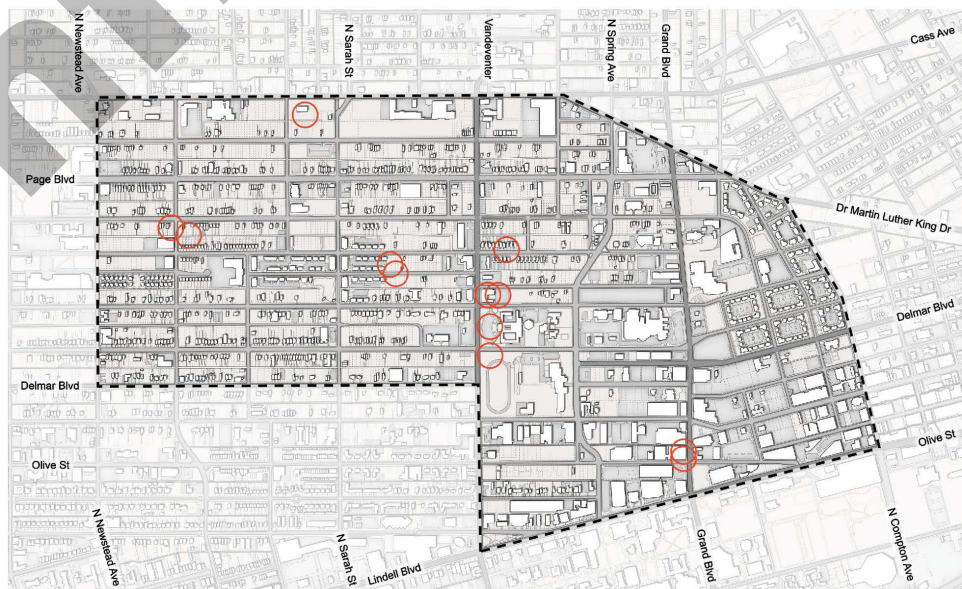 N Newstead Ave
N Sarah St
Vandeventer
N Spring Ave
Grand Blvd
Cass Ave
Page Blvd
Dr Martin Luther King Dr
Delmar Blvd
Delmar Blvd
Olive St
Olive St
N Newstead Ave
N Sarah St
Lindell Blvd
Grand Blvd
N Compton Ave